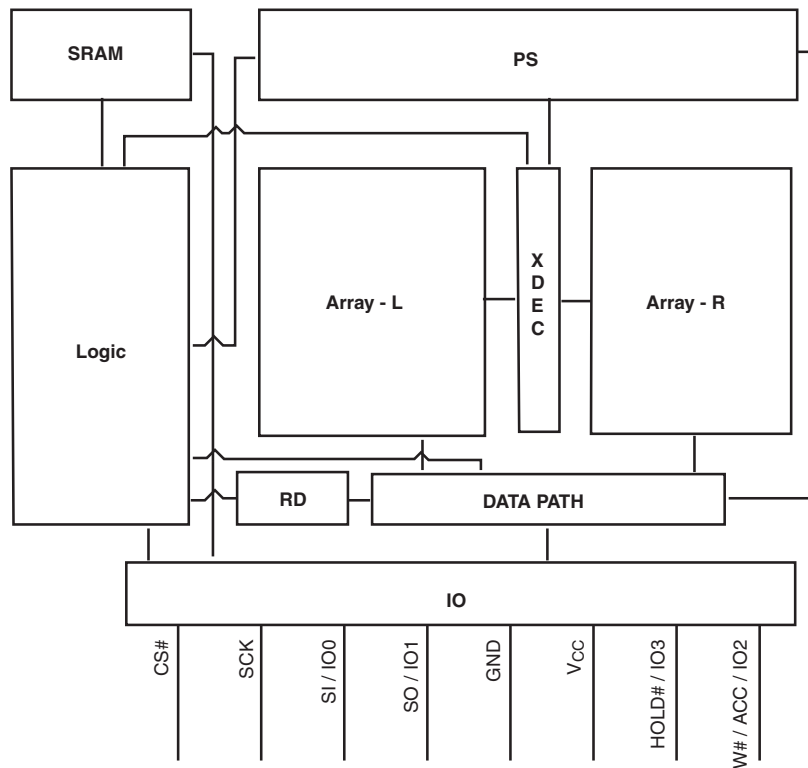 SRAM
PS
X
D
E
C
Array - L
Array - R
Logic
RD
DATA PATH
IO
CS#
SCK
SI / IO0
SO / IO1
GND
VCC
HOLD# / IO3
W# / ACC / IO2